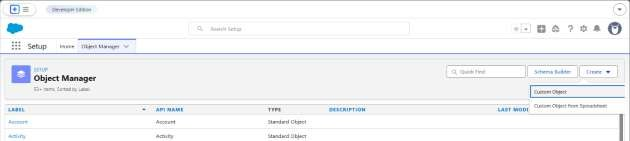 Developer Edition
Search Setup
Setup Home Object Manager
SETUP
Object Manager
Quick Find Schema Builder Create
Items, Sorted by Label
Custom Object
Custom Object from Spreadsheet
LABEL API NAME TYPE DESCRIPTION LAST MODI
Account Account Standard Object
Activity Activity Standard Object